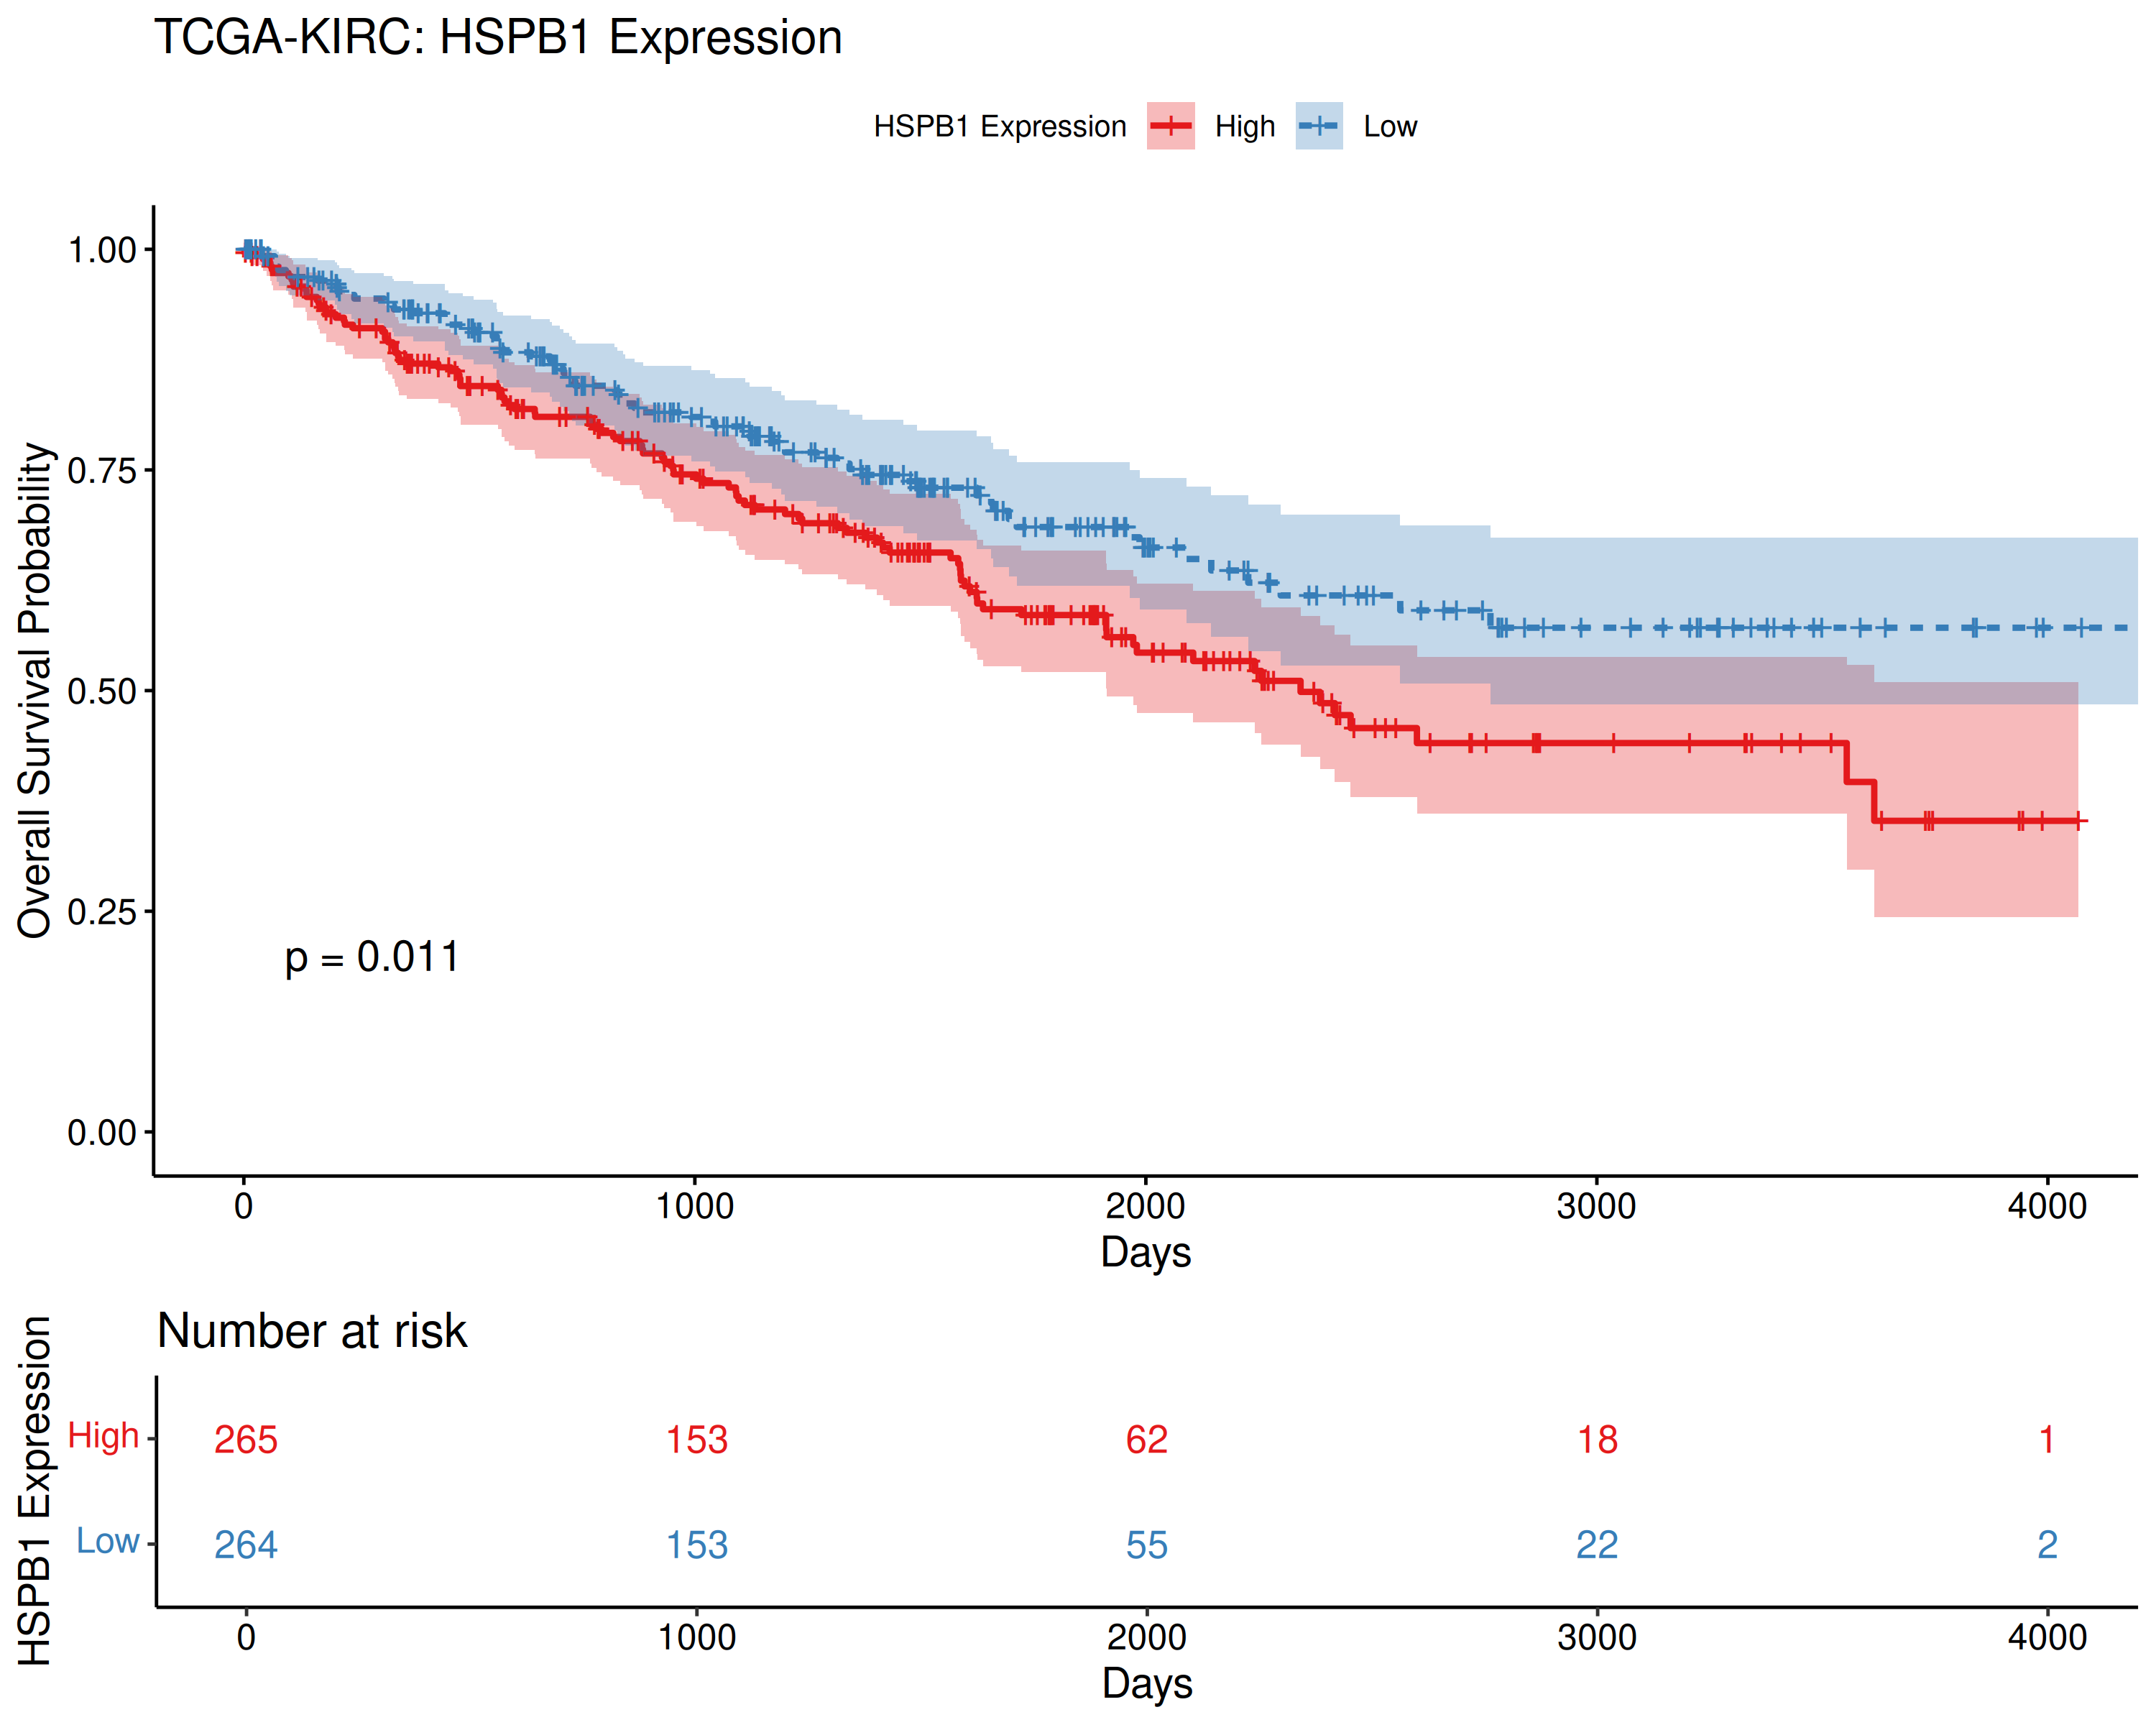 TCGA-KIRC: HSPB1 Expression
HSPB1 Expression High Low
Overall Survival Probability
1.00
0.75
0.50
0.25
0.00
p = 0.011
0 1000 2000 3000 4000
Days
Number at risk
HSPB1 Expression
High 265 153 62 18 1
Low 264 153 55 22 2
0 1000 2000 3000 4000
Days